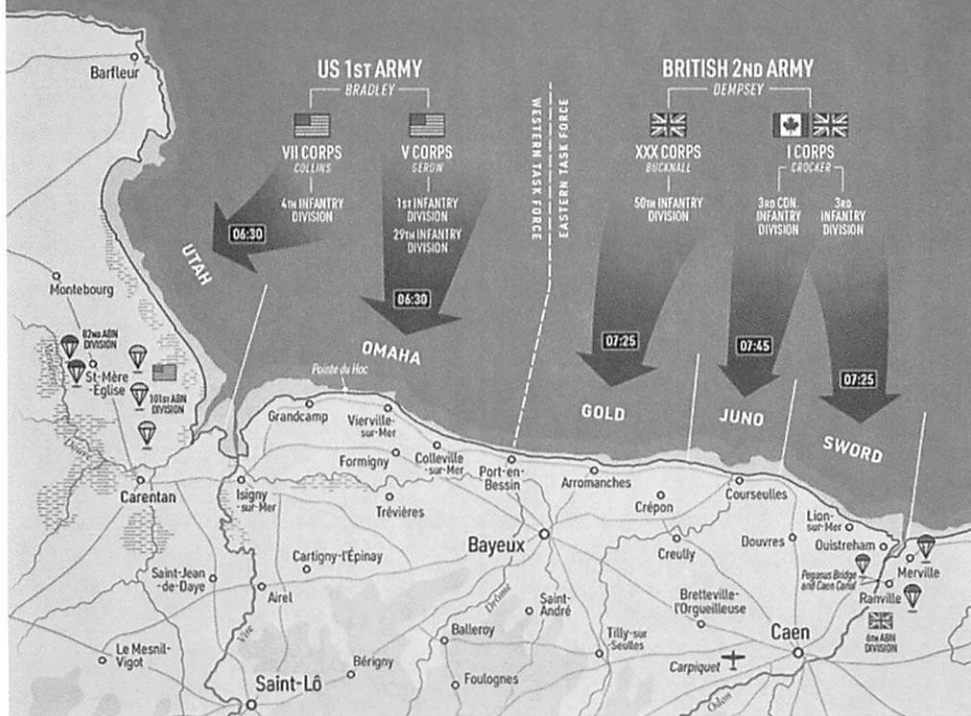 Barfleur
US 1ST ARMY
BRADLEY
VII CORPS
COLLINS
4TH INFANTRY
DIVISION
V CORPS
GEROW
1ST INFANTRY
DIVISION
29TH INFANTRY
DIVISION
WESTERN TASK FORCE
EASTERN TASK FORCE
BRITISH 2ND ARMY
DEMPSEY
XXX CORPS
BUCKNALL
50TH INFANTRY
DIVISION
I CORPS
CROCKER
3RD CDN.
INFANTRY
DIVISION
3RD
INFANTRY
DIVISION
06:30
06:30
07:25
07:45
07:25
UTAH
OMAHA
GOLD
JUNO
SWORD
Montebourg
82ND ABN
DIVISION
St-Mère
-Eglise
101ST ABN
DIVISION
Pointe du Hoc
Grandcamp
Vierville-
sur-Mer
Formigny
Colleville
-sur-Mer
Port-en-
Bessin
Arromanches
Crépon
Courseulles
Lion-
sur-Mer
Ouistreham
Douvres
Creully
Merville
Pegasus Bridge
and Caen Canal
Ranville
6TH ABN
DIVISION
Douve
Carentan
Isigny
-sur-Mer
Trévières
Bayeux
Cartigny-l'Épinay
Saint-Jean
-de-Daye
Airel
Vire
Drôme
Saint-
André
Bretteville-
l'Orgueilleuse
Caen
Carpiquet
Odon
Le Mesnil-
Vigot
Saint-Lô
Bérigny
Balleroy
Foulognes
Tilly-sur
-Seulles